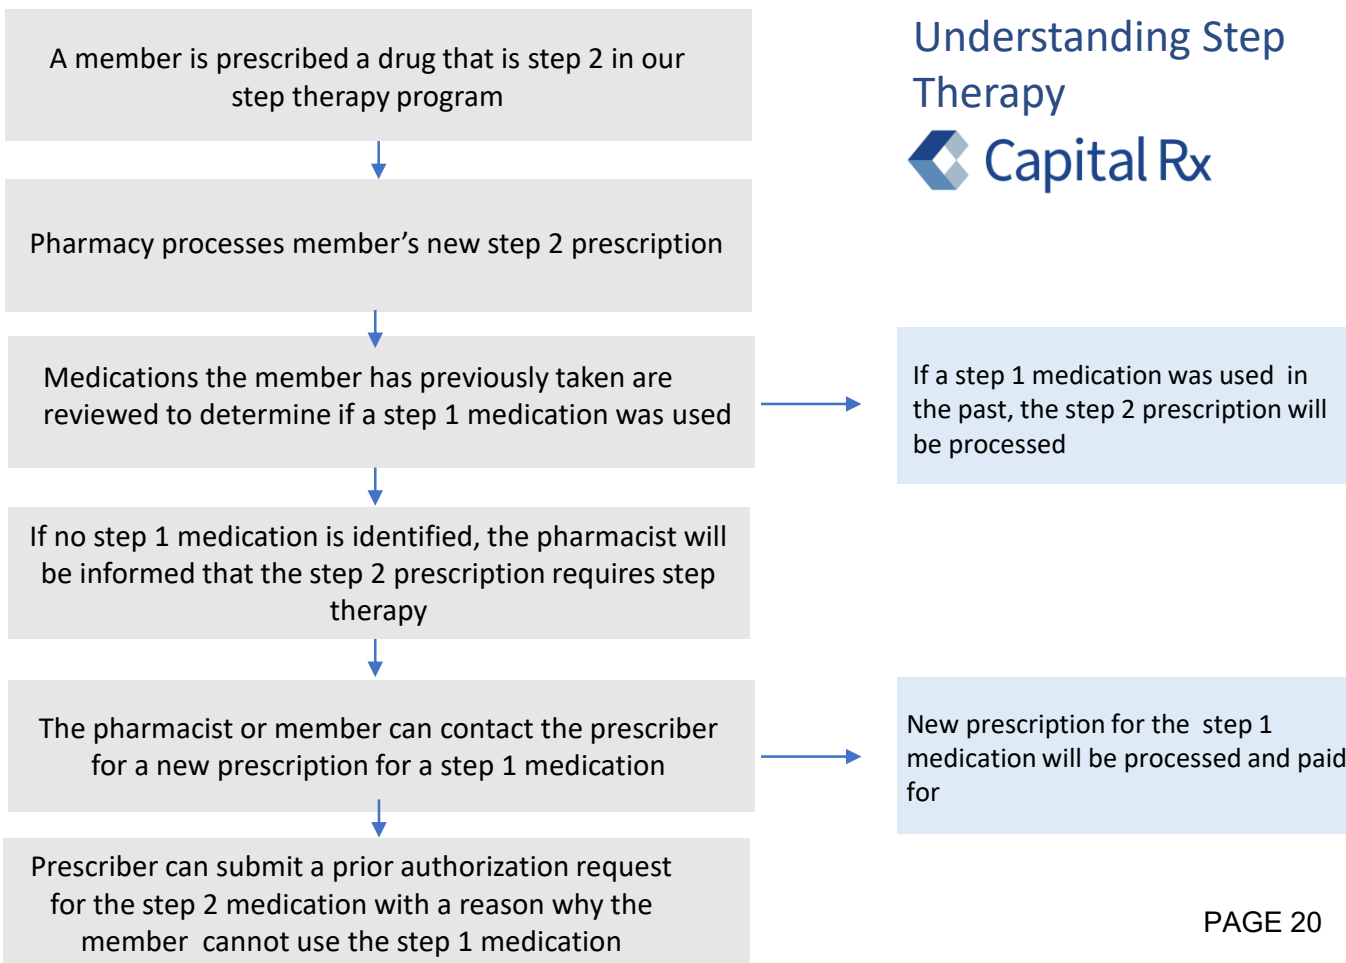 A member is prescribed a drug that is step 2 in our
step therapy program
Understanding Step
Therapy
Capital Rx
Pharmacy processes member’s new step 2 prescription
Medications the member has previously taken are
reviewed to determine if a step 1 medication was used
If a step 1 medication was used in
the past, the step 2 prescription will
be processed
If no step 1 medication is identified, the pharmacist will
be informed that the step 2 prescription requires step
therapy
The pharmacist or member can contact the prescriber
for a new prescription for a step 1 medication
New prescription for the step 1
medication will be processed and paid
for
Prescriber can submit a prior authorization request
for the step 2 medication with a reason why the
member cannot use the step 1 medication
PAGE 20